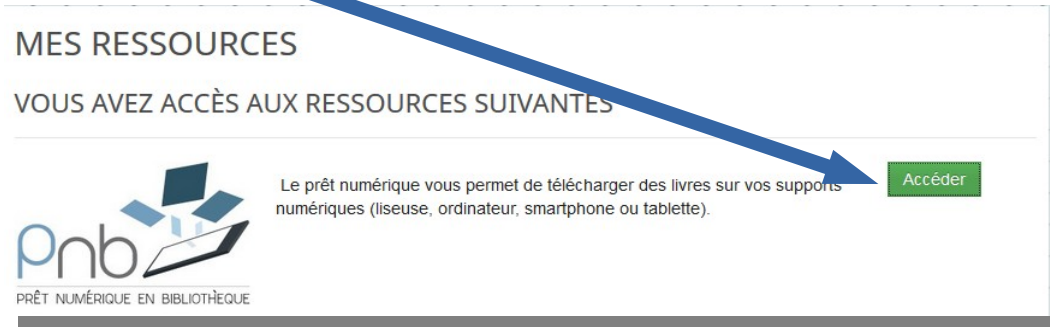 MES RESSOURCES
VOUS AVEZ ACCÈS AUX RESSOURCES SUIVANTES
Le prêt numérique vous permet de télécharger des livres sur vos supports
numériques (liseuse, ordinateur, smartphone ou tablette).
Accéder
pnb
PRÊT NUMÉRIQUE EN BIBLIOTHÈQUE